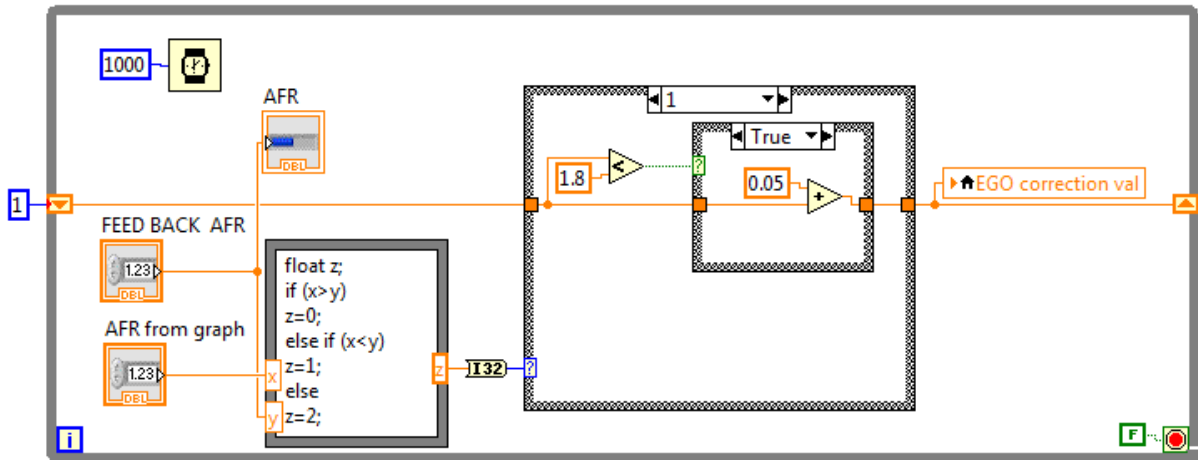 1000
AFR
DBL
1
FEED BACK AFR
1.23
DBL
AFR from graph
1.23
DBL
float z;
if (x>y)
z=0;
else if (x<y)
z=1;
else
z=2;
x
y
z
I32
?
1
1.8
<
?
True
0.05
+
EGO correction val
i
F